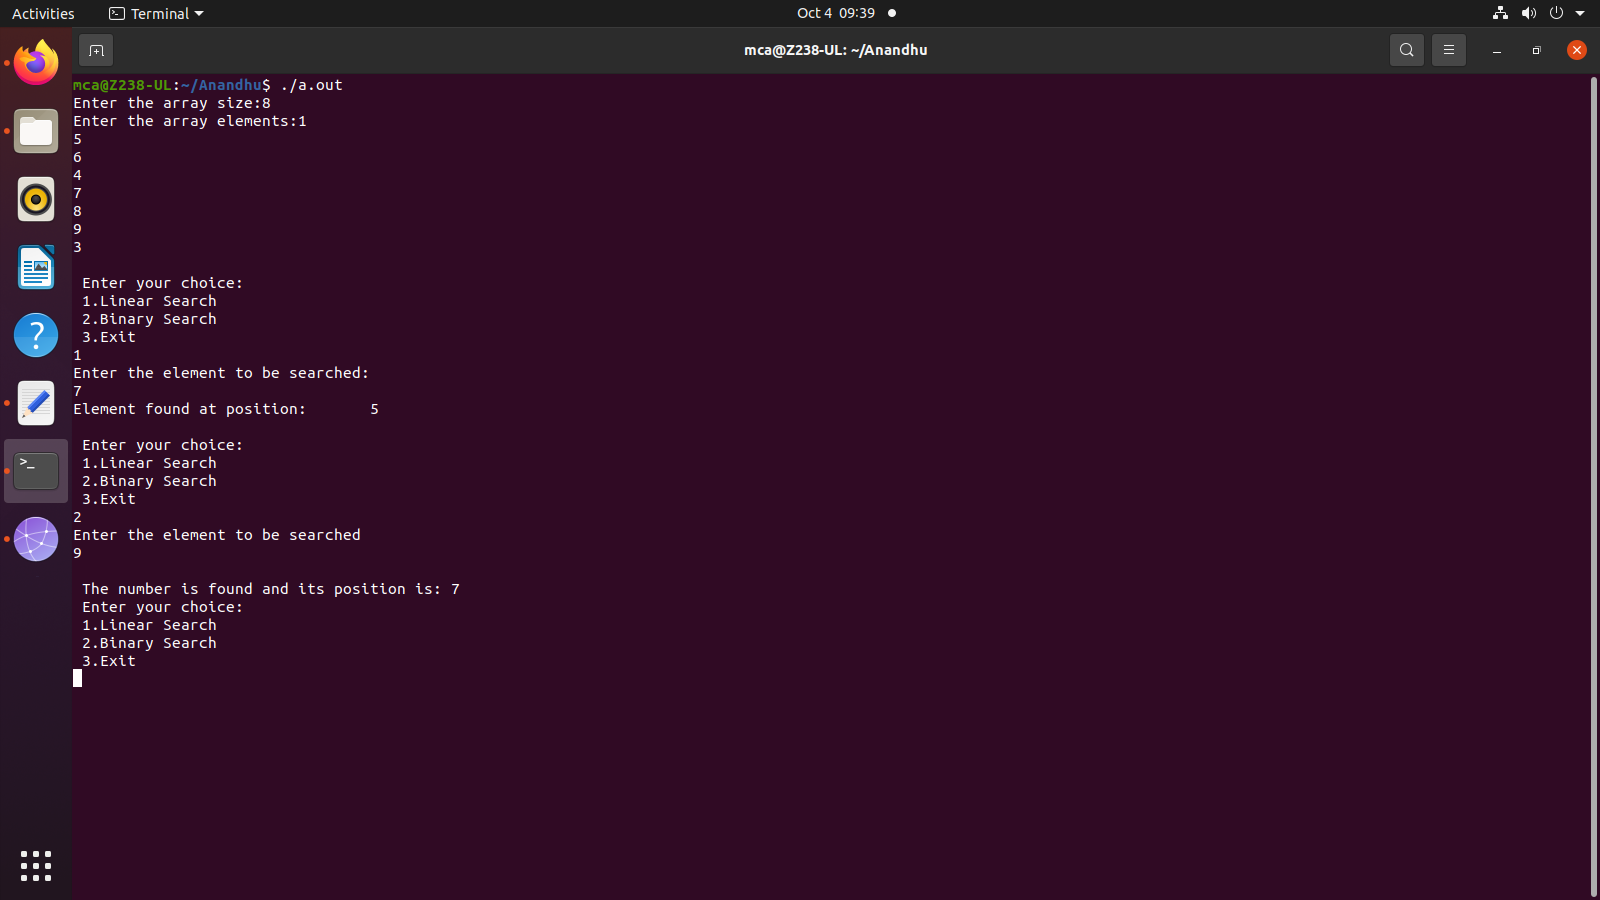 Activities Terminal Oct 4 09:39
mca@Z238-UL: ~/Anandhu
mca@Z238-UL:~/Anandhu$ ./a.out
Enter the array size:8
Enter the array elements:1
5
6
4
7
8
9
3
Enter your choice:
1.Linear Search
2.Binary Search
3.Exit
1
Enter the element to be searched:
7
Element found at position: 5
Enter your choice:
1.Linear Search
2.Binary Search
3.Exit
2
Enter the element to be searched
9
The number is found and its position is: 7
Enter your choice:
1.Linear Search
2.Binary Search
3.Exit